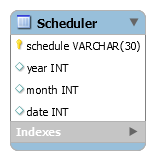 Scheduler
schedule VARCHAR(30)
year INT
month INT
date INT
Indexes